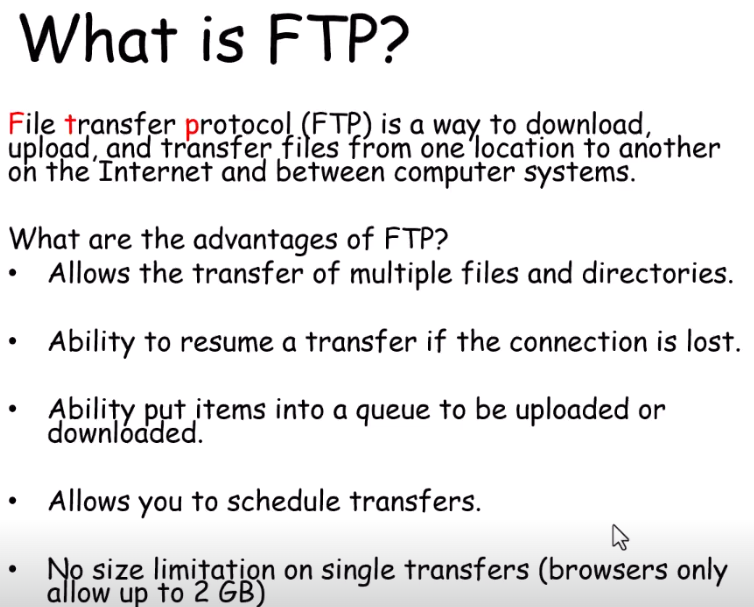 What is FTP?
File transfer protocol (FTP) is a way to download,
upload, and transfer files from one location to another
on the Internet and between computer systems.
What are the advantages of FTP?
• Allows the transfer of multiple files and directories.
• Ability to resume a transfer if the connection is lost.
• Ability put items into a queue to be uploaded or
downloaded.
• Allows you to schedule transfers.
• No size limitation on single transfers (browsers only
allow up to 2 GB)